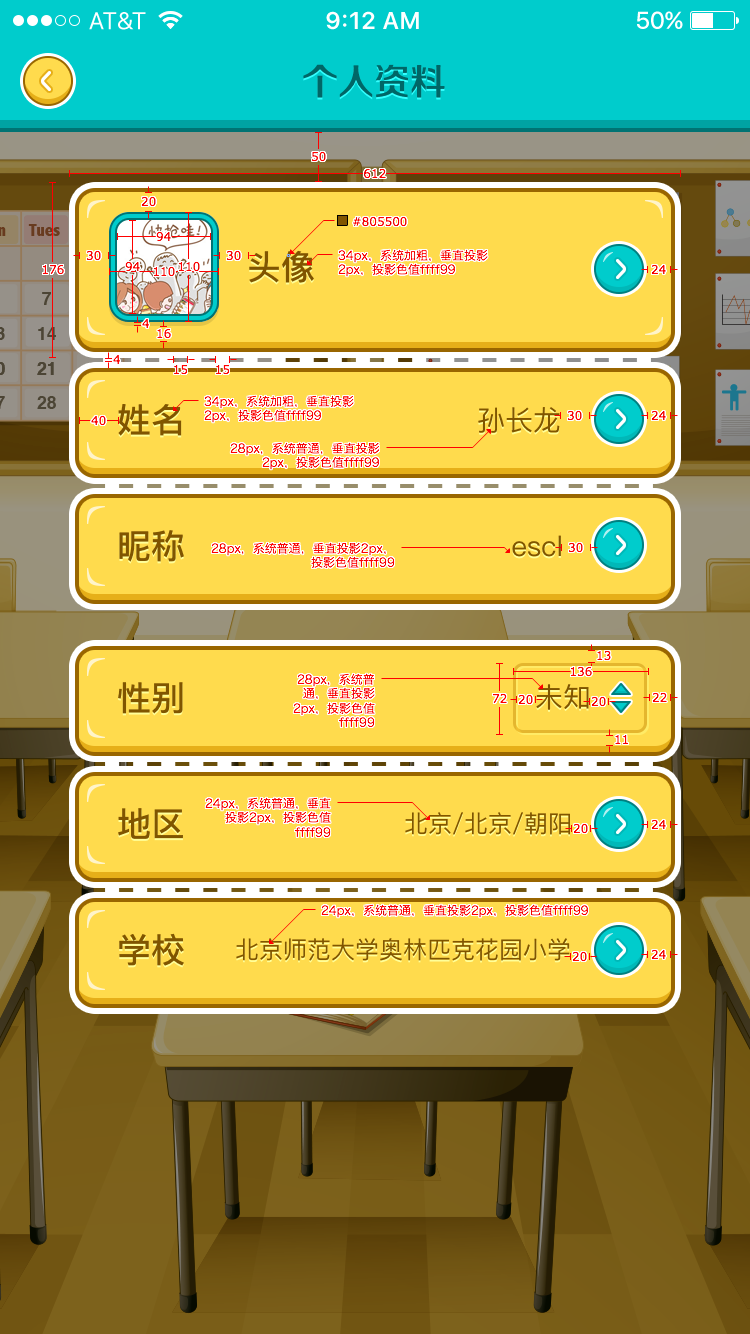 AT&T 9:12 AM 50%
个人资料
50
612
20
#805500
Tues
30
94
30
头像
34px、系统加粗、垂直投影
2px、投影色值ffff99
176
94
110
110
24
7
4
16
14
4
15
15
21
28
40
姓名
34px、系统加粗、垂直投影
2px、投影色值ffff99
孙长龙
30
24
28px、系统普通、垂直投影
2px、投影色值ffff99
昵称
28px、系统普通、垂直投影2px、
投影色值ffff99
30
13
136
性别
28px、系统普
通、垂直投影
2px、投影色值
ffff99
72
20
未知
20
22
11
地区
24px、系统普通、垂直
投影2px、投影色值
ffff99
北京/北京/朝阳
20
24
24px、系统普通、垂直投影2px、投影色值ffff99
学校
北京师范大学奥林匹克花园小学
20
24